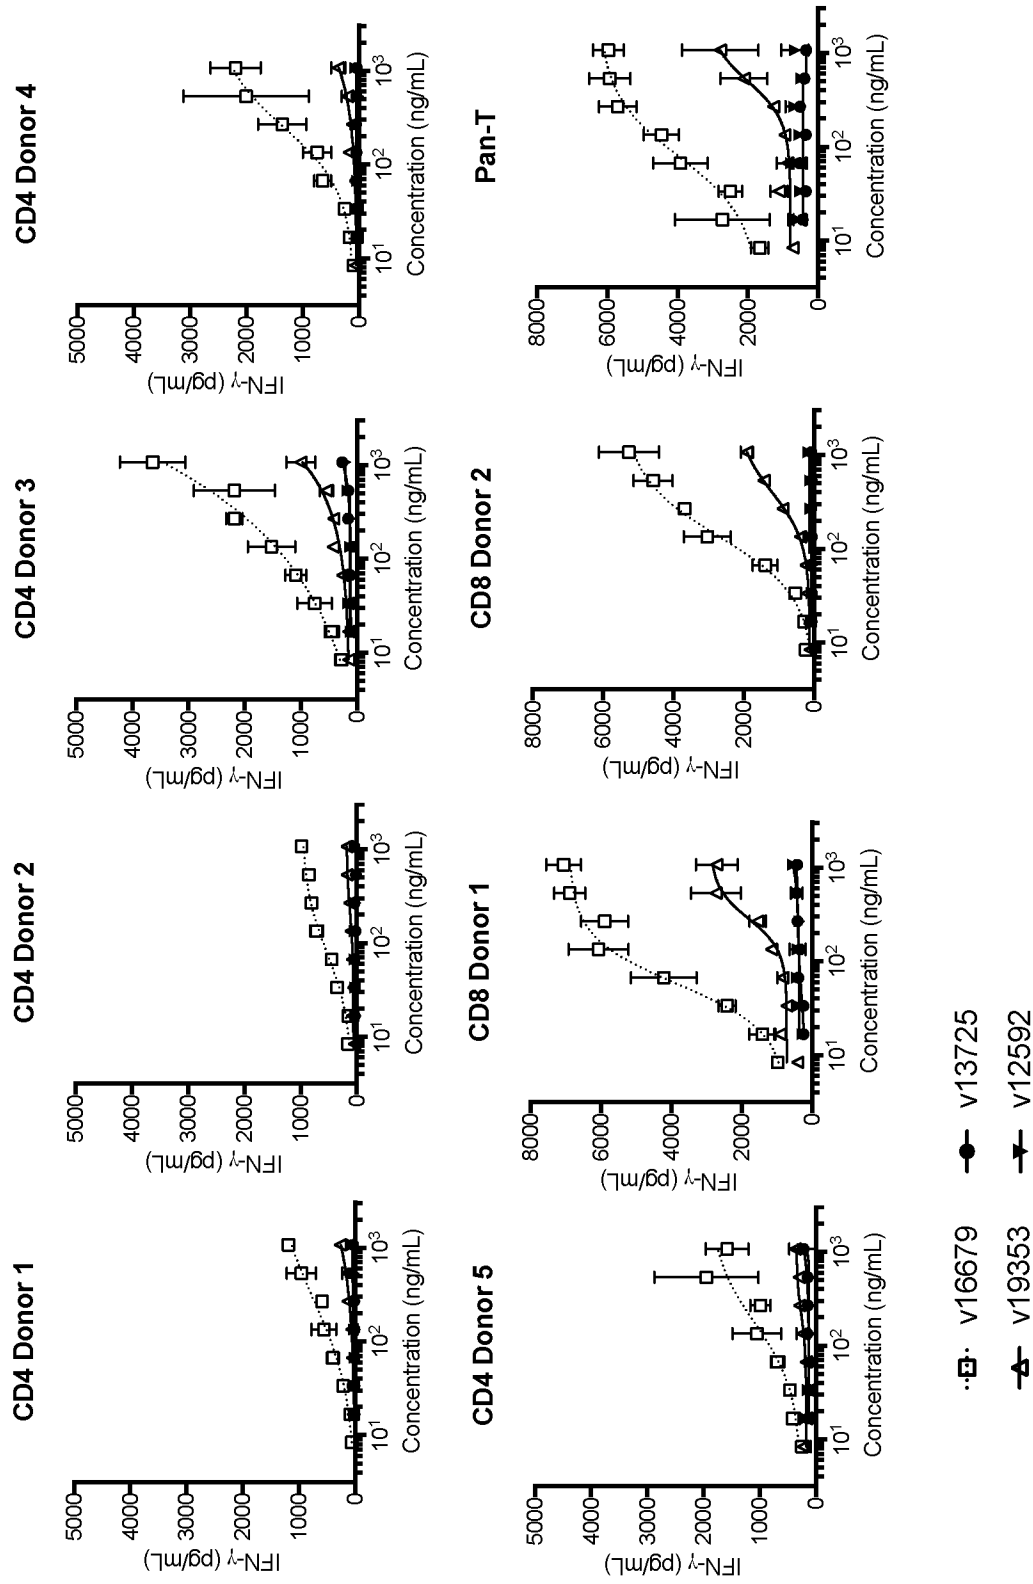 CD4 Donor 1
5000
4000
3000
2000
1000
0
IFN-γ (pg/mL)
10¹ 10² 10³
Concentration (ng/mL)
CD4 Donor 2
5000
4000
3000
2000
1000
0
IFN-γ (pg/mL)
10¹ 10² 10³
Concentration (ng/mL)
CD4 Donor 3
5000
4000
3000
2000
1000
0
IFN-γ (pg/mL)
10¹ 10² 10³
Concentration (ng/mL)
CD4 Donor 4
5000
4000
3000
2000
1000
0
IFN-γ (pg/mL)
10¹ 10² 10³
Concentration (ng/mL)
CD4 Donor 5
5000
4000
3000
2000
1000
0
IFN-γ (pg/mL)
10¹ 10² 10³
Concentration (ng/mL)
CD8 Donor 1
8000
6000
4000
2000
0
IFN-γ (pg/mL)
10¹ 10² 10³
Concentration (ng/mL)
CD8 Donor 2
8000
6000
4000
2000
0
IFN-γ (pg/mL)
10¹ 10² 10³
Concentration (ng/mL)
Pan-T
8000
6000
4000
2000
0
IFN-γ (pg/mL)
10¹ 10² 10³
Concentration (ng/mL)
v16679 v13725
v19353 v12592